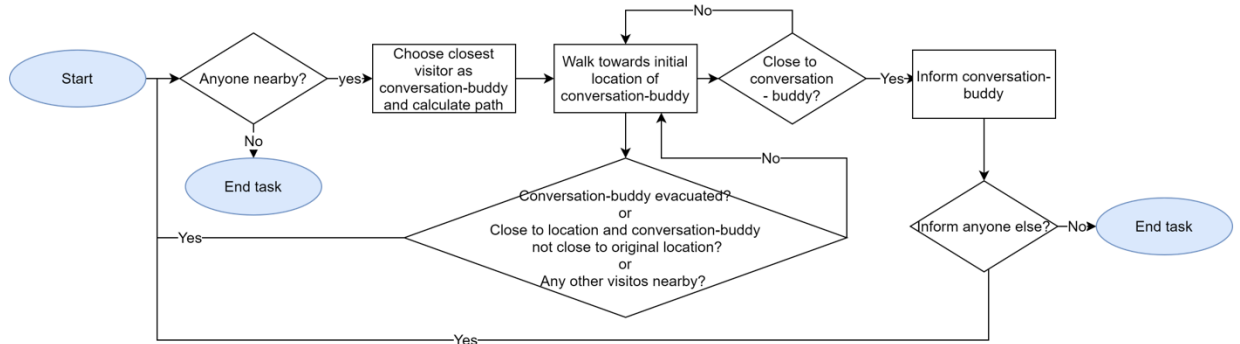 No
Start
Anyone nearby?
yes
Choose closest
visitor as
conversation-buddy
and calculate path
Walk towards initial
location of
conversation-buddy
Close to
conversation
- buddy?
Yes
Inform conversation-
buddy
No
End task
No
Conversation-buddy evacuated?
or
Close to location and conversation-buddy
not close to original location?
or
Any other visitos nearby?
Yes
Inform anyone else?
No
End task
Yes